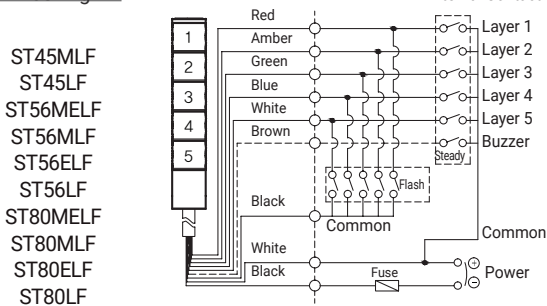 ST45MLF
ST45LF
ST56MELF
ST56MLF
ST56ELF
ST56LF
ST80MELF
ST80MLF
ST80ELF
ST80LF
1
2
3
4
5
Red
Amber
Green
Blue
White
Brown
Black
White
Black
Layer 1
Layer 2
Layer 3
Layer 4
Layer 5
Buzzer
Steady
Flash
Common
Common
Fuse
Power